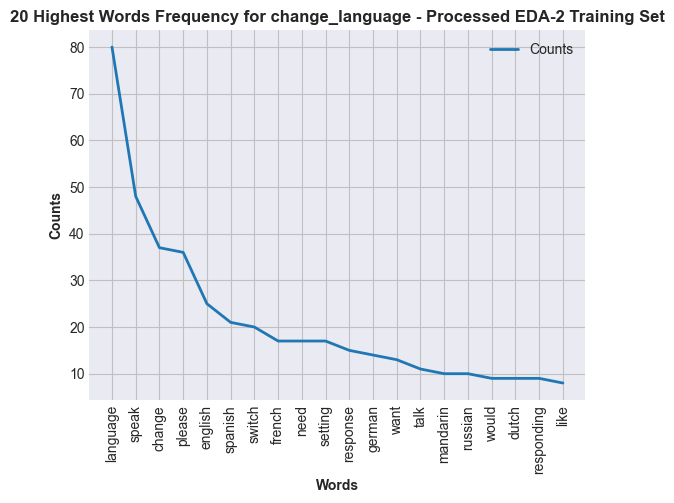 20 Highest Words Frequency for change_language - Processed EDA-2 Training Set
Counts
Counts
80
70
60
50
40
30
20
10
language
speak
change
please
english
spanish
switch
french
need
setting
response
german
want
talk
mandarin
russian
would
dutch
responding
like
Words